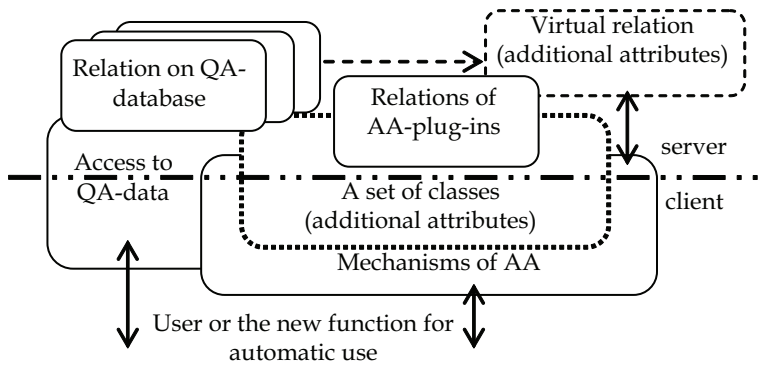 Relation on QA-
database
Virtual relation
(additional attributes)
Relations of
AA-plug-ins
Access to
QA-data
server
client
A set of classes
(additional attributes)
Mechanisms of AA
User or the new function for
automatic use